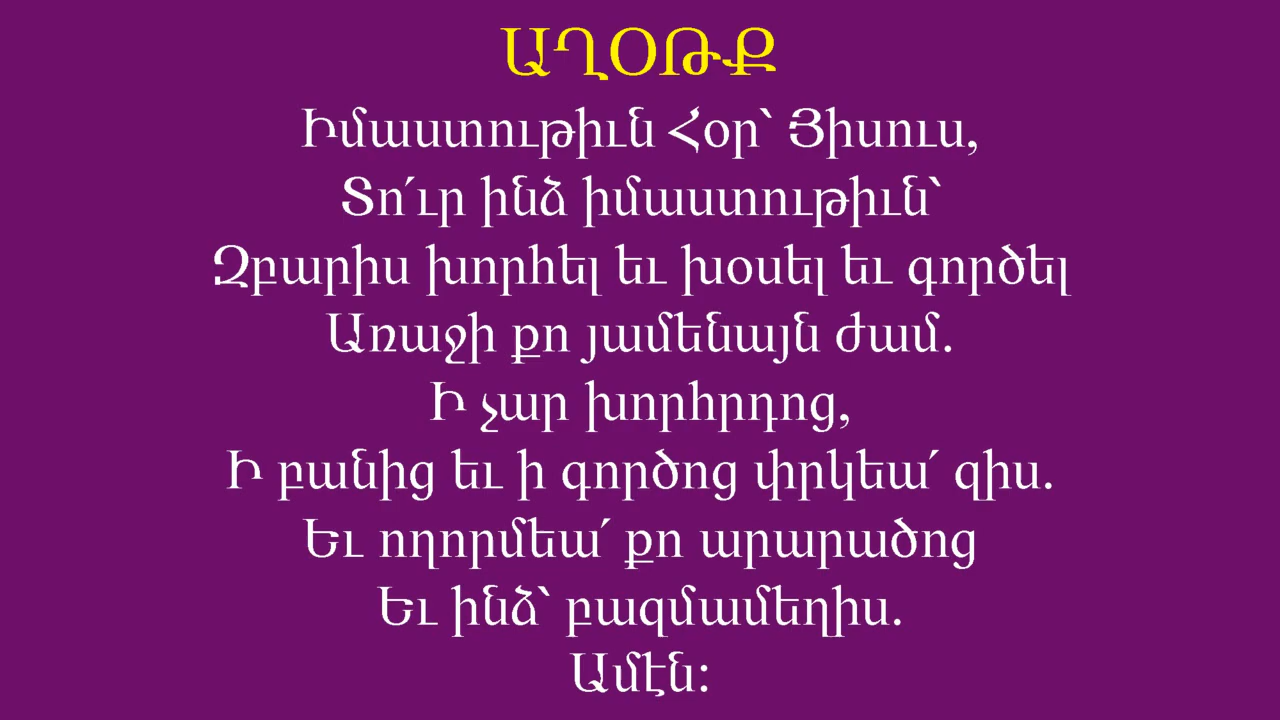 ԱՂՕԹՔ
Իմաստութիւն Հօր՝ Յիսուս,
Տո՛ւր ինձ իմաստութիւն՝
Զբարիս խորհել եւ խօսել եւ գործել
Առաջի քո յամենայն ժամ.
Ի չար խորհրդոց,
Ի բանից եւ ի գործոց փրկեա՛ զիս.
Եւ ողորմեա՛ քո արարածոց
Եւ ինձ՝ բազմամեղիս.
Ամէն։